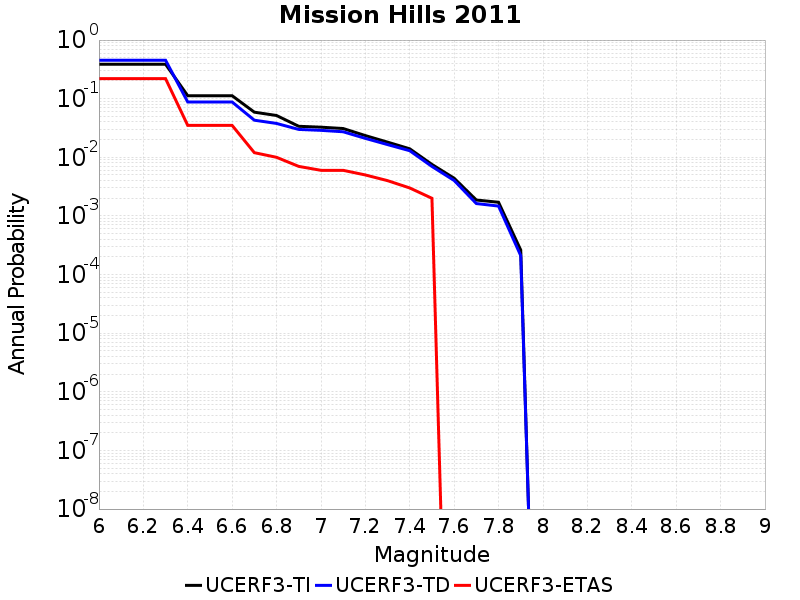 Mission Hills 2011
Annual Probability
10^0
10^-1
10^-2
10^-3
10^-4
10^-5
10^-6
10^-7
10^-8
6 6.2 6.4 6.6 6.8 7 7.2 7.4 7.6 7.8 8 8.2 8.4 8.6 8.8 9
Magnitude
UCERF3-TI UCERF3-TD UCERF3-ETAS